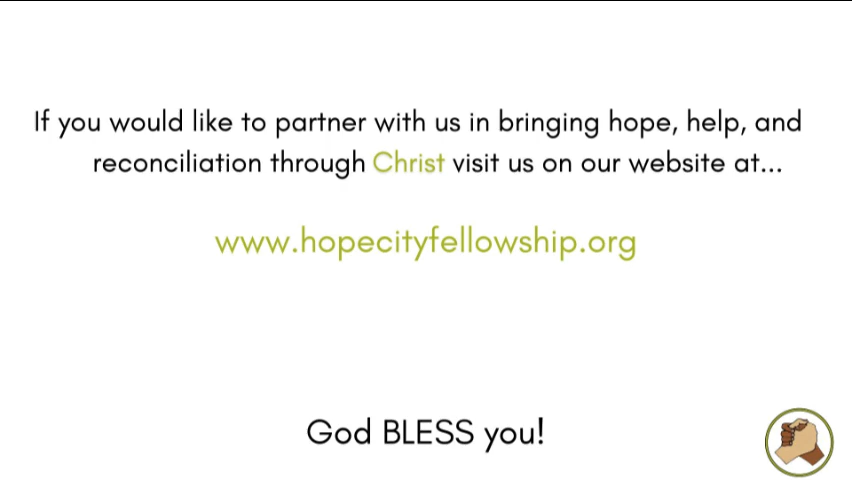 If you would like to partner with us in bringing hope, help, and
reconciliation through Christ visit us on our website at...
www.hopecityfellowship.org
God BLESS you!